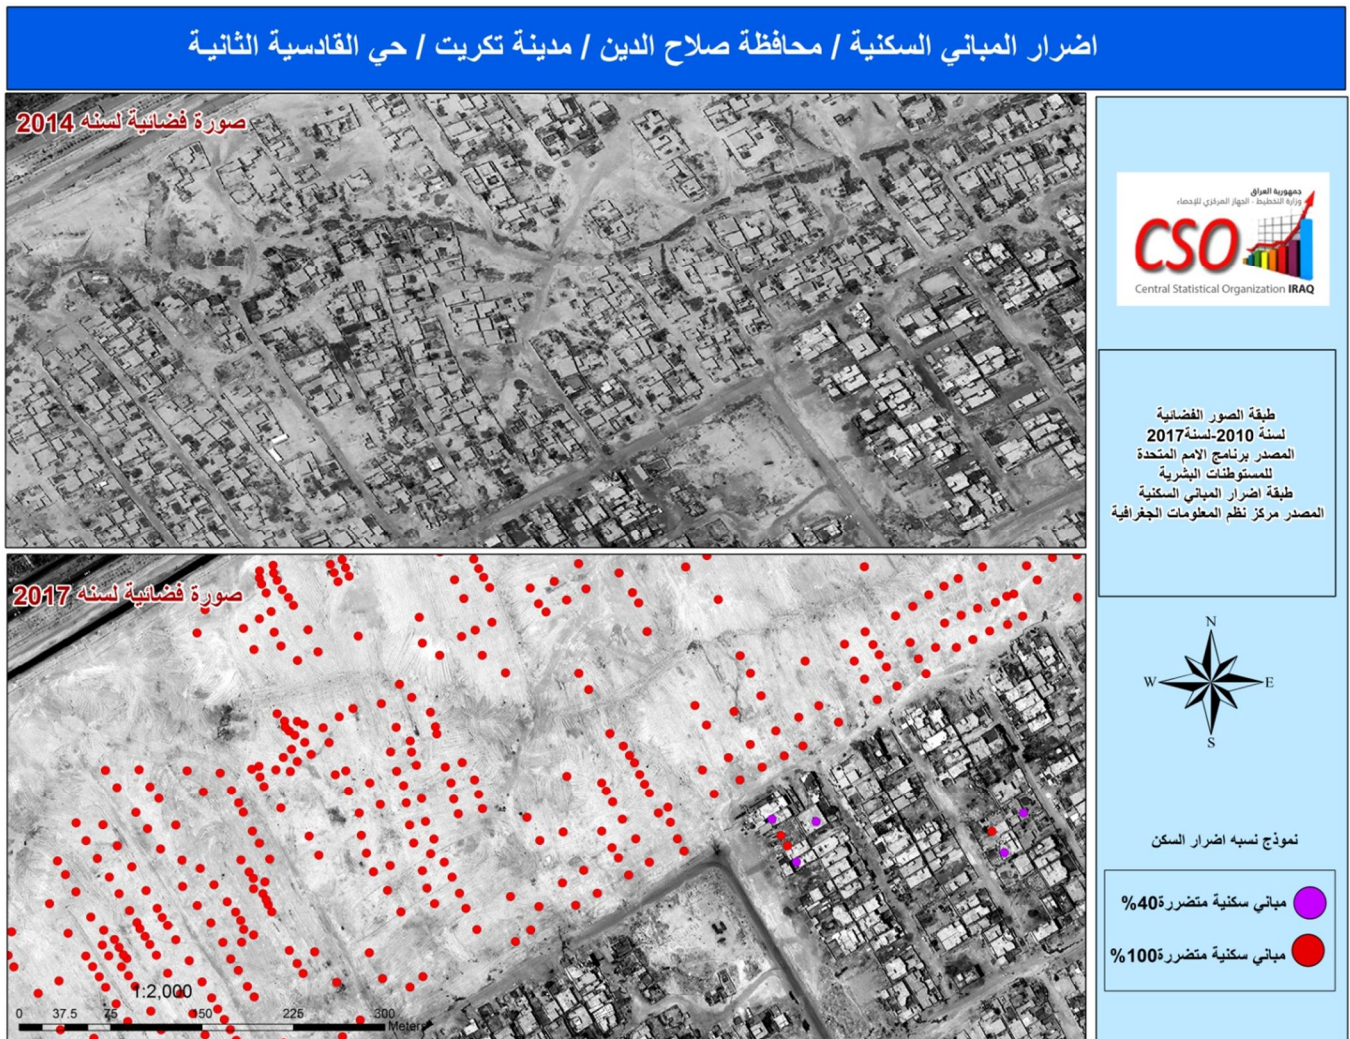 اضرار المباني السكنية / محافظة صلاح الدين / مدينة تكريت / حي القادسية الثانية
صورة فضائية لسنه 2014
جمهورية العراق
وزارة التخطيط - الجهاز المركزي للإحصاء
CSO
Central Statistical Organization IRAQ
طبقة الصور الفضائية
لسنة 2010-لسنة2017
المصدر برنامج الامم المتحدة
للمستوطنات البشرية
طبقة اضرار المباني السكنية
المصدر مركز نظم المعلومات الجغرافية
صورة فضائية لسنه 2017
N
W E
S
نموذج نسبه اضرار السكن
مباني سكنية متضررة40%
مباني سكنية متضررة100%
1:2,000
0 37.5 75 150 225 300
Meters